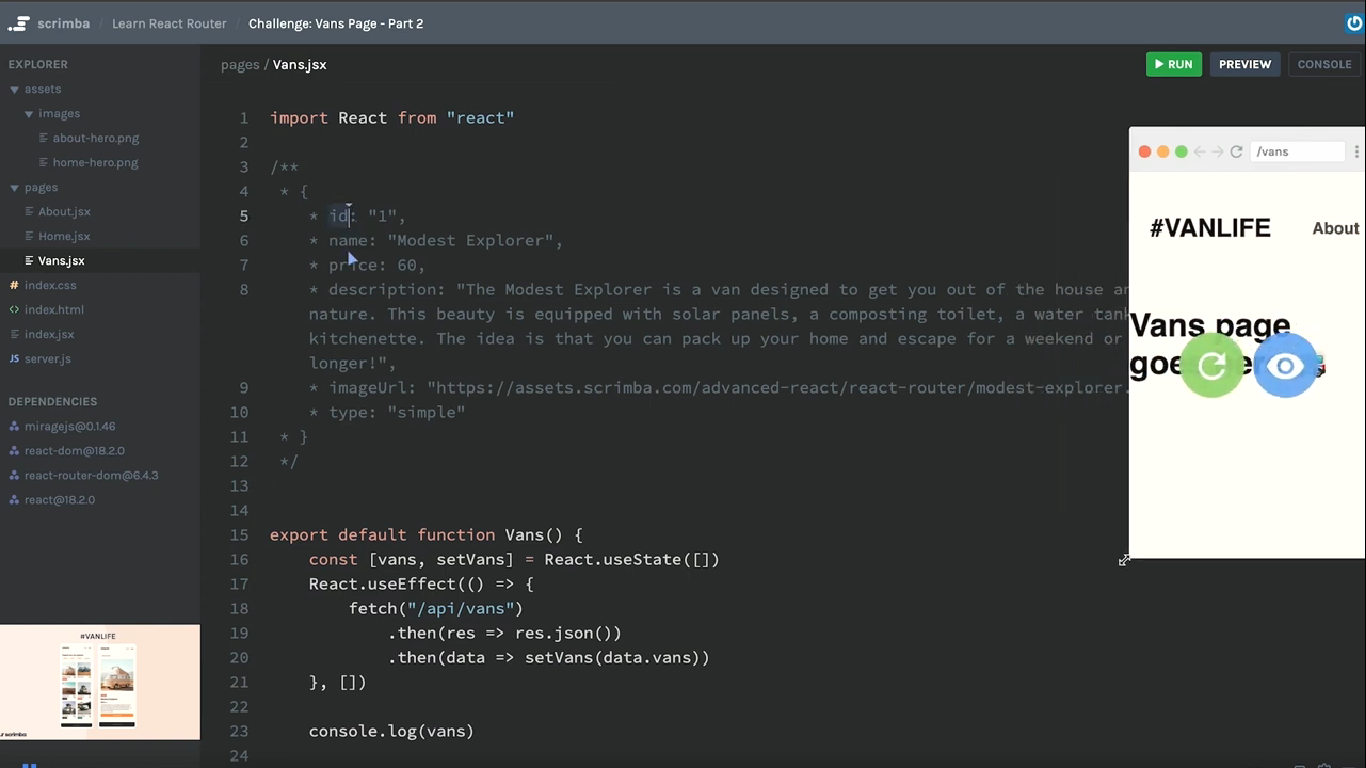 scrimba / Learn React Router / Challenge: Vans Page - Part 2
EXPLORER
assets
images
about-hero.png
home-hero.png
pages
About.jsx
Home.jsx
Vans.jsx
# index.css
<> index.html
index.jsx
JS server.js
DEPENDENCIES
miragejs@0.1.46
react-dom@18.2.0
react-router-dom@6.4.3
react@18.2.0
#VANLIFE
scrimba
pages / Vans.jsx
RUN
PREVIEW
CONSOLE
1 import React from "react"
2
3 /**
4 * {
5 * id: "1",
6 * name: "Modest Explorer",
7 * price: 60,
8 * description: "The Modest Explorer is a van designed to get you out of the house
nature. This beauty is equipped with solar panels, a composting toilet, a water tank
kitchenette. The idea is that you can pack up your home and escape for a weekend or
longer!",
9 * imageUrl: "https://assets.scrimba.com/advanced-react/react-router/modest-explorer.
10 * type: "simple"
11 * }
12 */
13
14
15 export default function Vans() {
16 const [vans, setVans] = React.useState([])
17 React.useEffect(() => {
18 fetch("/api/vans")
19 .then(res => res.json())
20 .then(data => setVans(data.vans))
21 }, [])
22
23 console.log(vans)
24
/vans
#VANLIFE
About
Vans page